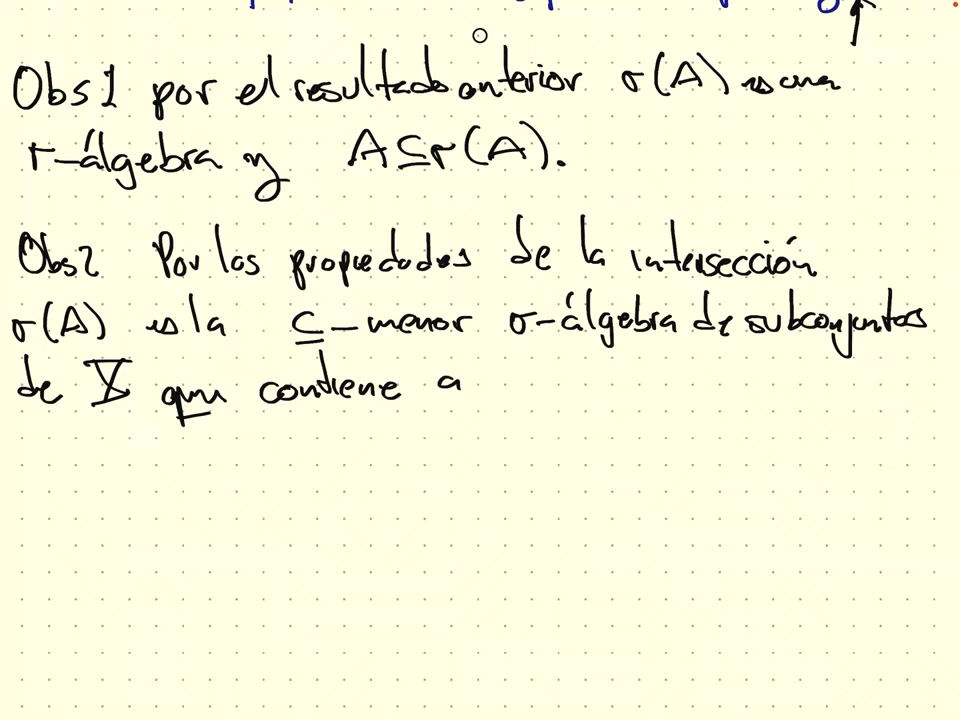 Obs1 por el resultado anterior σ(A) es una
σ-álgebra y A⊆σ(A).
Obs2 Por las propiedades de la intersección
σ(A) es la ⊆-menor σ-álgebra de subconjuntos
de X que contiene a